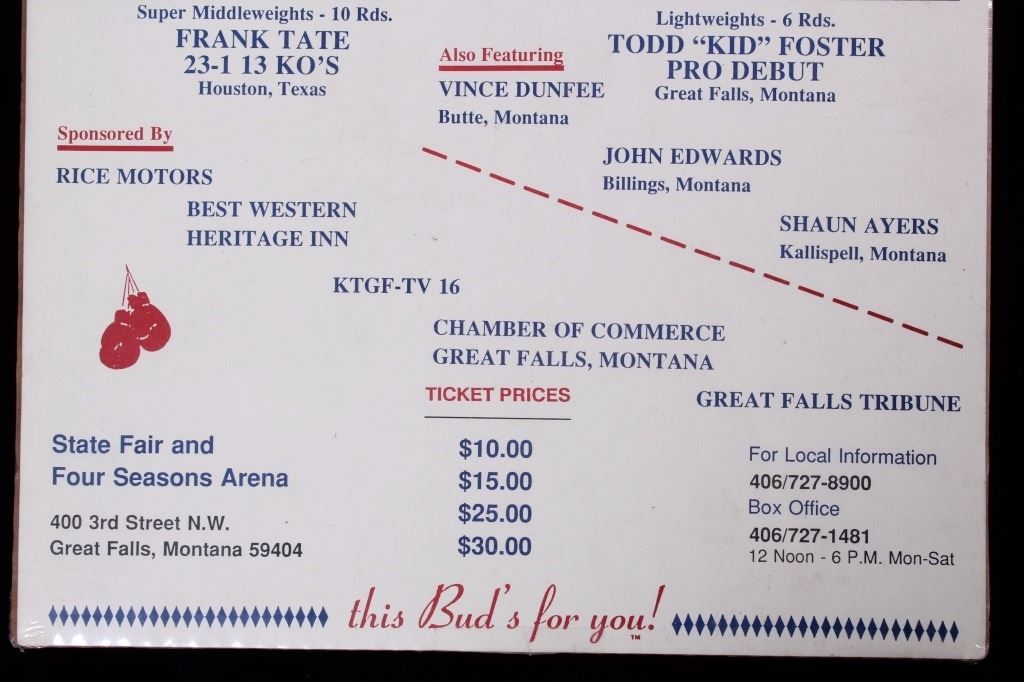 Super Middleweights - 10 Rds.
FRANK TATE
23-1 13 KO'S
Houston, Texas
Lightweights - 6 Rds.
TODD “KID” FOSTER
PRO DEBUT
Great Falls, Montana
Also Featuring
VINCE DUNFEE
Butte, Montana
JOHN EDWARDS
Billings, Montana
SHAUN AYERS
Kallispell, Montana
Sponsored By
RICE MOTORS
BEST WESTERN
HERITAGE INN
KTGF-TV 16
CHAMBER OF COMMERCE
GREAT FALLS, MONTANA
GREAT FALLS TRIBUNE
State Fair and
Four Seasons Arena
400 3rd Street N.W.
Great Falls, Montana 59404
TICKET PRICES
$10.00
$15.00
$25.00
$30.00
For Local Information
406/727-8900
Box Office
406/727-1481
12 Noon - 6 P.M. Mon-Sat
this Bud's for you!™